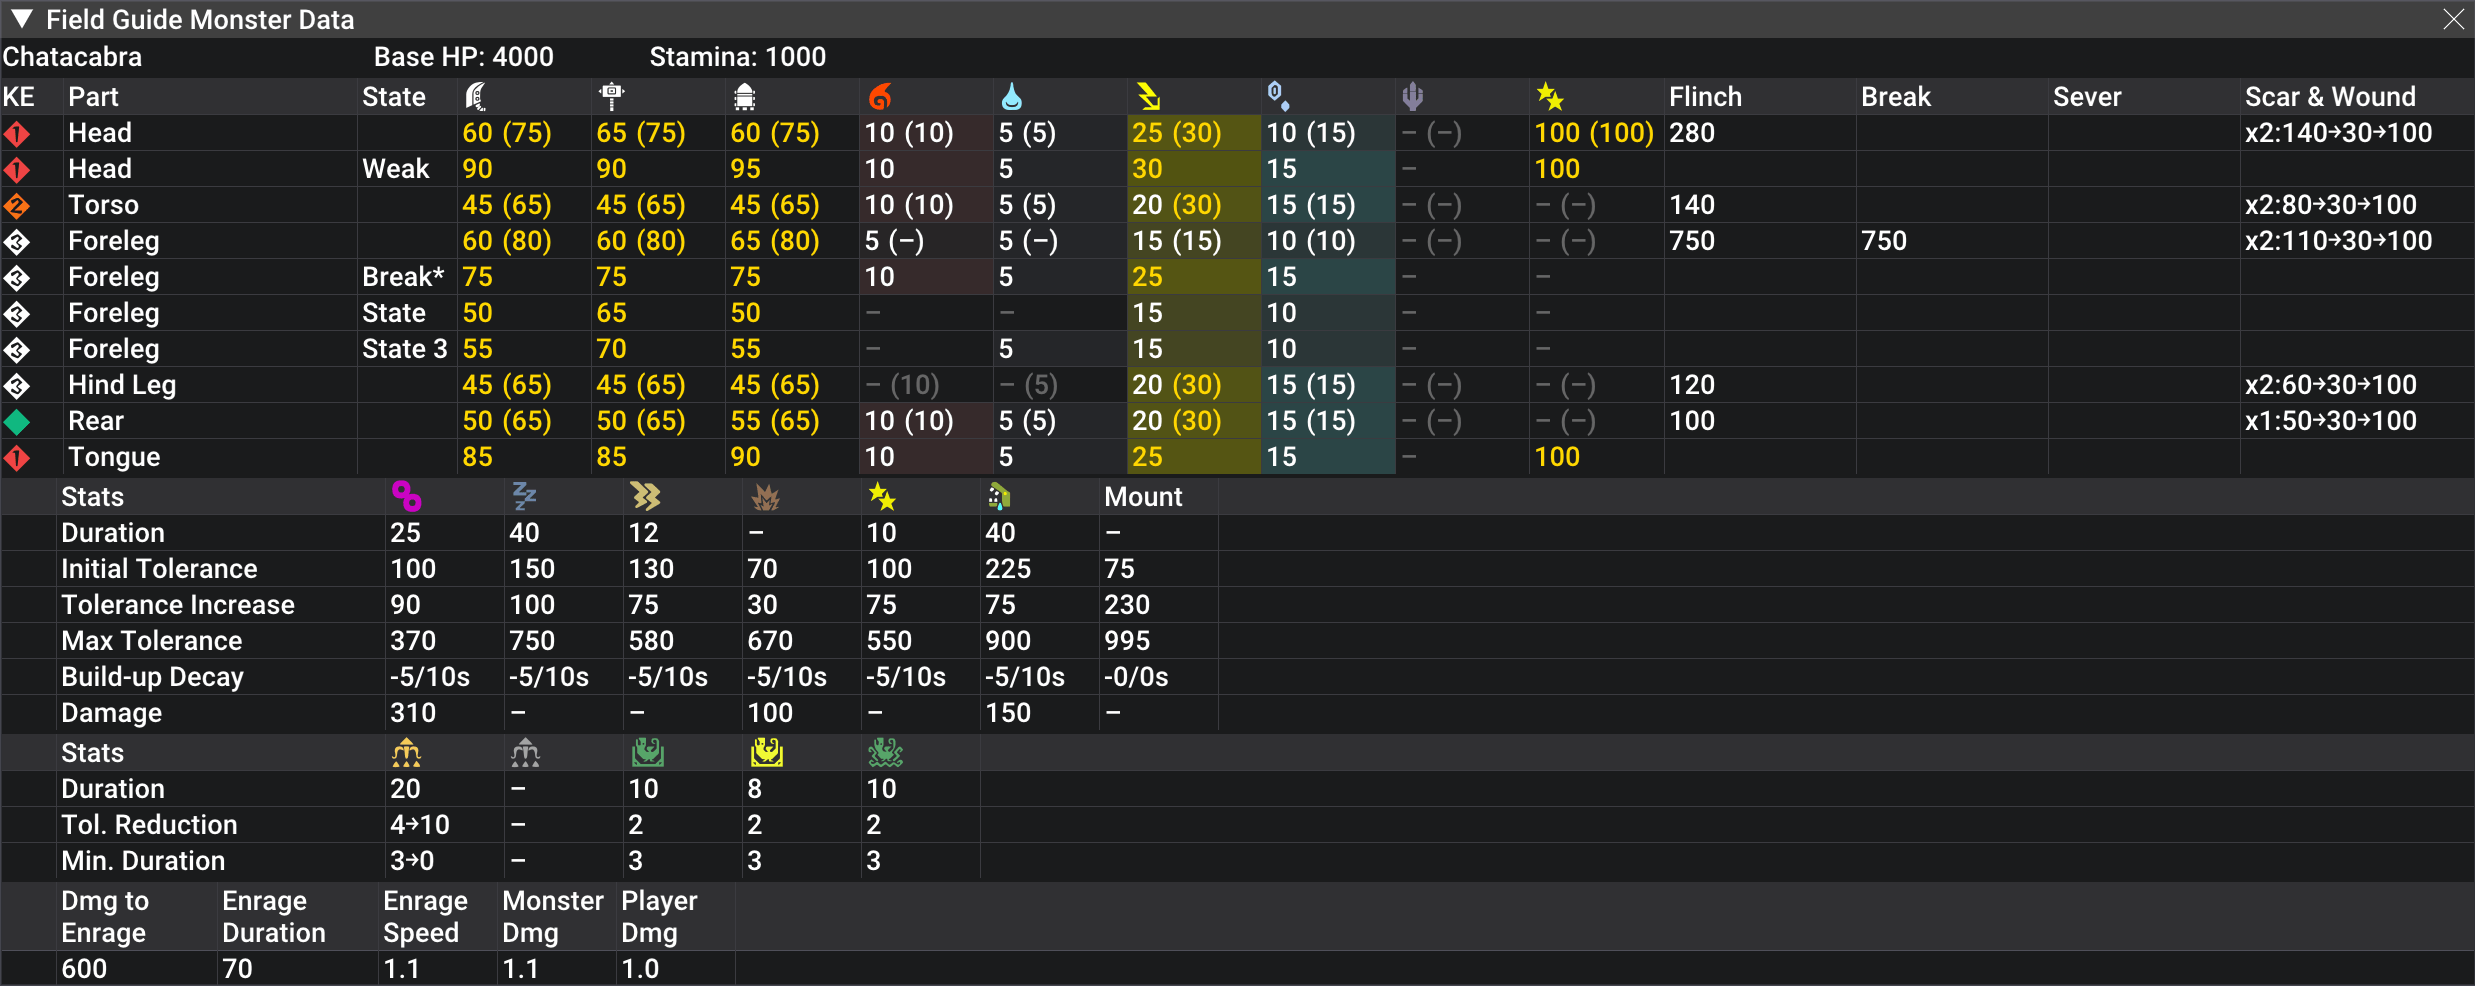 Field Guide Monster Data
Chatacabra Base HP: 4000 Stamina: 1000
KE Part State Flinch Break Sever Scar & Wound
1 Head 60 (75) 65 (75) 60 (75) 10 (10) 5 (5) 25 (30) 10 (15) – (–) 100 (100) 280 x2:140→30→100
1 Head Weak 90 90 95 10 5 30 15 – 100
2 Torso 45 (65) 45 (65) 45 (65) 10 (10) 5 (5) 20 (30) 15 (15) – (–) – (–) 140 x2:80→30→100
3 Foreleg 60 (80) 60 (80) 65 (80) 5 (–) 5 (–) 15 (15) 10 (10) – (–) – (–) 750 750 x2:110→30→100
3 Foreleg Break* 75 75 75 10 5 25 15 – –
3 Foreleg State 50 65 50 – – 15 10 – –
3 Foreleg State 3 55 70 55 – 5 15 10 – –
3 Hind Leg 45 (65) 45 (65) 45 (65) – (10) – (5) 20 (30) 15 (15) – (–) – (–) 120 x2:60→30→100
Rear 50 (65) 50 (65) 55 (65) 10 (10) 5 (5) 20 (30) 15 (15) – (–) – (–) 100 x1:50→30→100
1 Tongue 85 85 90 10 5 25 15 – 100
Stats Mount
Duration 25 40 12 – 10 40 –
Initial Tolerance 100 150 130 70 100 225 75
Tolerance Increase 90 100 75 30 75 75 230
Max Tolerance 370 750 580 670 550 900 995
Build-up Decay -5/10s -5/10s -5/10s -5/10s -5/10s -5/10s -0/0s
Damage 310 – – 100 – 150 –
Stats
Duration 20 – 10 8 10
Tol. Reduction 4→10 – 2 2 2
Min. Duration 3→0 – 3 3 3
Dmg to Enrage Enrage Monster Player
Enrage Duration Speed Dmg Dmg
600 70 1.1 1.1 1.0